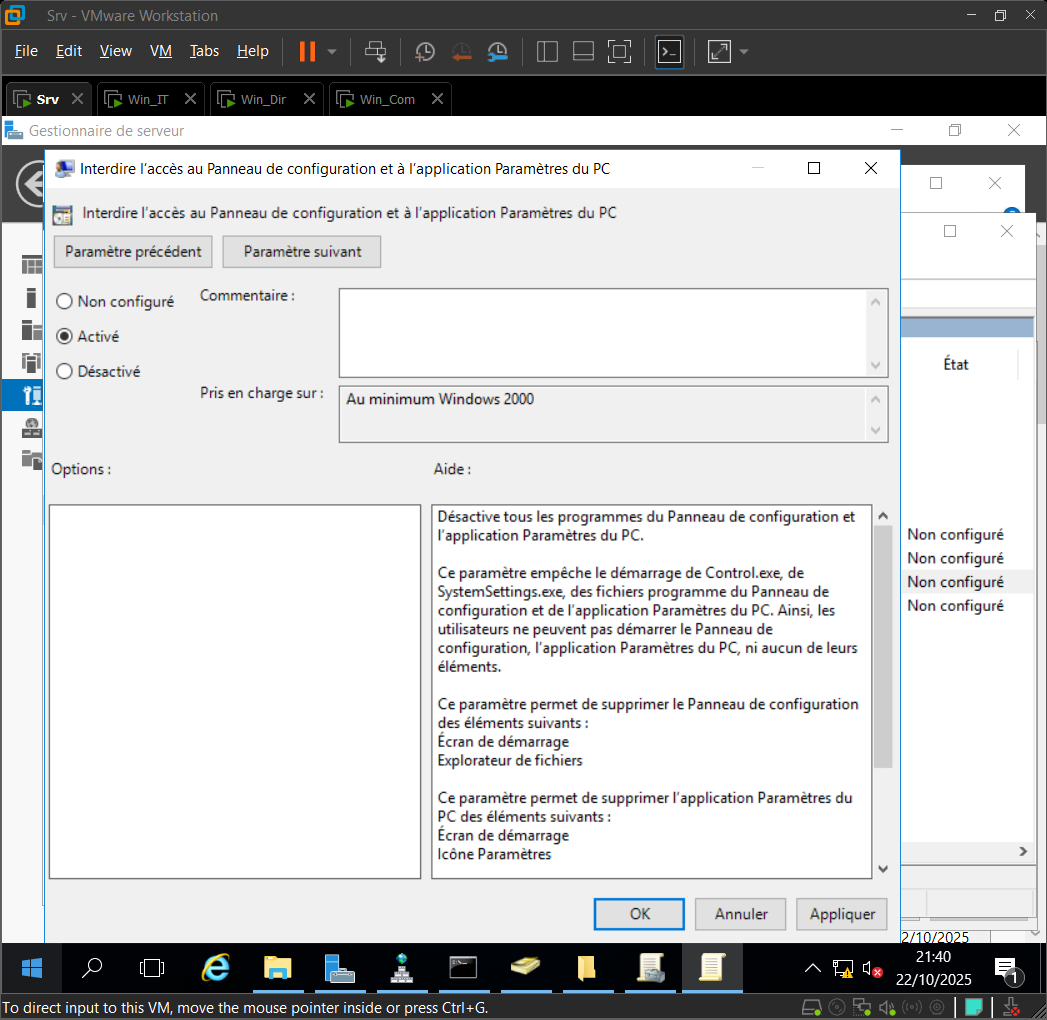 Srv - VMware Workstation
File Edit View VM Tabs Help
Srv Win_IT Win_Dir Win_Com
Gestionnaire de serveur
Interdire l'accès au Panneau de configuration et à l'application Paramètres du PC
Interdire l'accès au Panneau de configuration et à l'application Paramètres du PC
Paramètre précédent Paramètre suivant
Non configuré
Commentaire :
Activé
Désactivé
Pris en charge sur :
Au minimum Windows 2000
État
Options :
Aide :
Désactive tous les programmes du Panneau de configuration et
l'application Paramètres du PC.
Ce paramètre empêche le démarrage de Control.exe, de
SystemSettings.exe, des fichiers programme du Panneau de
configuration et de l'application Paramètres du PC. Ainsi, les
utilisateurs ne peuvent pas démarrer le Panneau de
configuration, l'application Paramètres du PC, ni aucun de leurs
éléments.
Ce paramètre permet de supprimer le Panneau de configuration
des éléments suivants :
Écran de démarrage
Explorateur de fichiers
Ce paramètre permet de supprimer l'application Paramètres du
PC des éléments suivants :
Écran de démarrage
Icône Paramètres
Non configuré
Non configuré
Non configuré
Non configuré
OK Annuler Appliquer
2/10/2025
21:40
22/10/2025
1
To direct input to this VM, move the mouse pointer inside or press Ctrl+G.